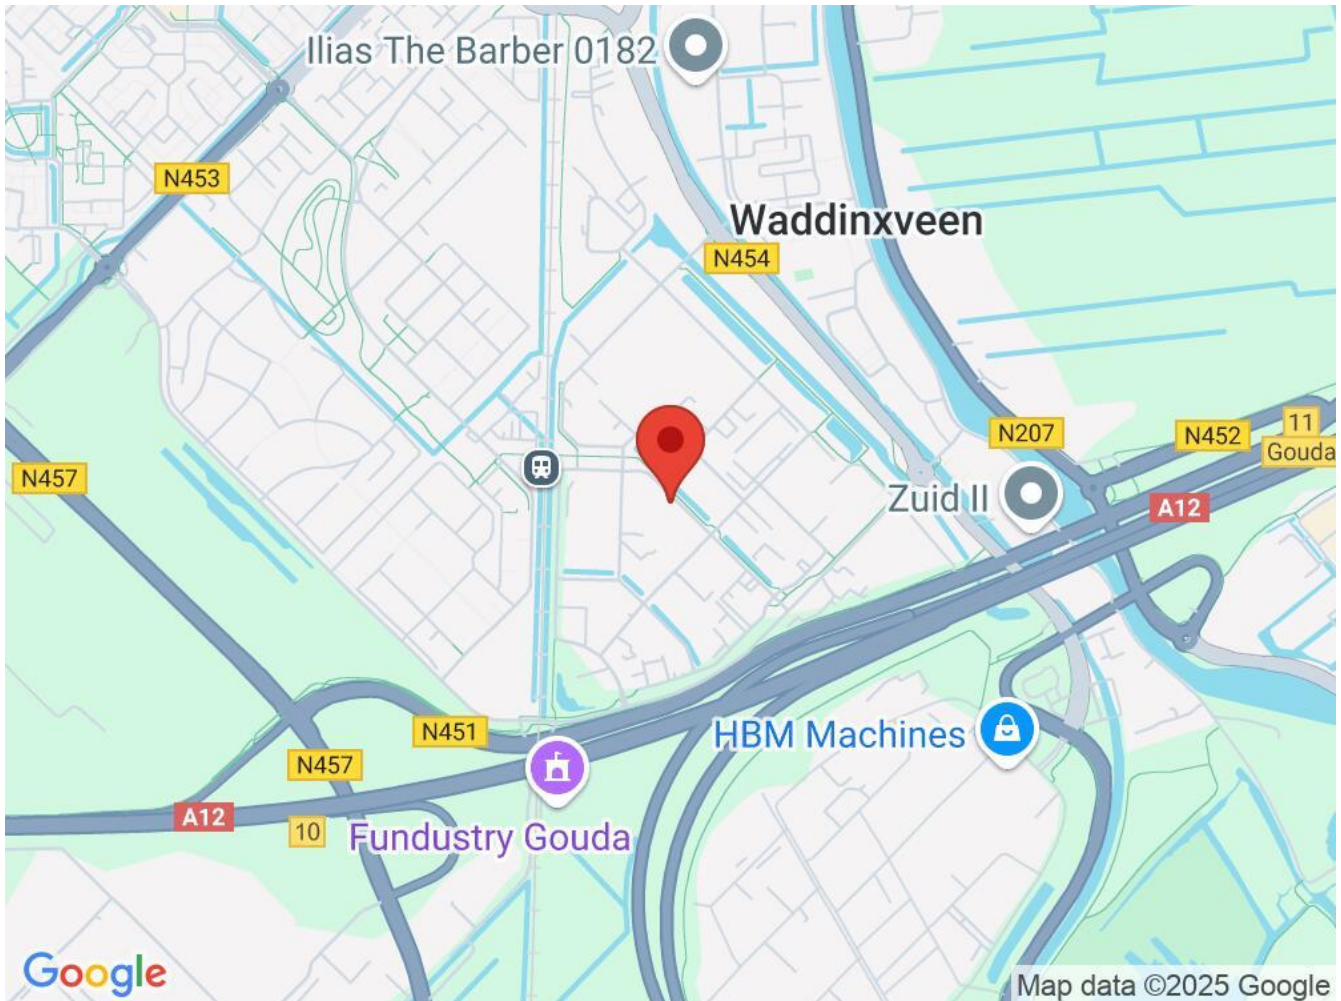 Ilias The Barber 0182
N453
Waddinxveen
N454
N207
N452
11
Gouda
N457
Zuid II
A12
N451
HBM Machines
N457
A12
10
Fundustry Gouda
Google
Map data ©2025 Google